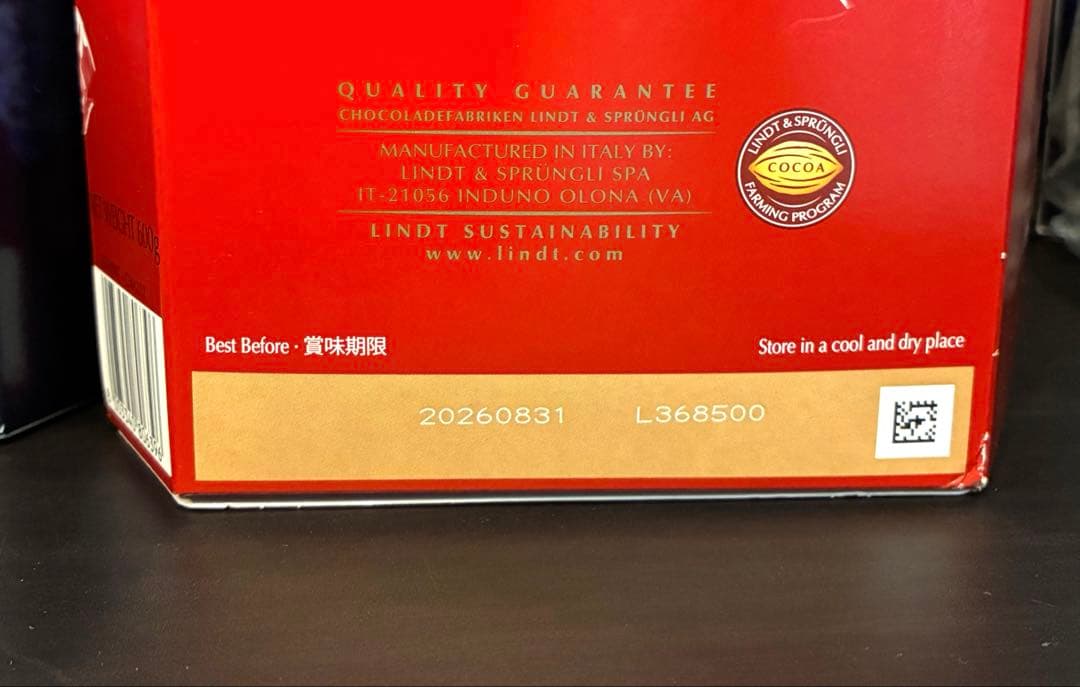 QUALITY GUARANTEE
CHOCOLADEFABRIKEN LINDT & SPRÜNGLI AG
MANUFACTURED IN ITALY BY:
LINDT & SPRÜNGLI SPA
IT-21056 INDUNO OLONA (VA)
LINDT SUSTAINABILITY
www.lindt.com
LINDT & SPRÜNGLI
COCOA
FARMING PROGRAM
WEIGHT 600g
Best Before · 賞味期限
Store in a cool and dry place
20260831 L368500